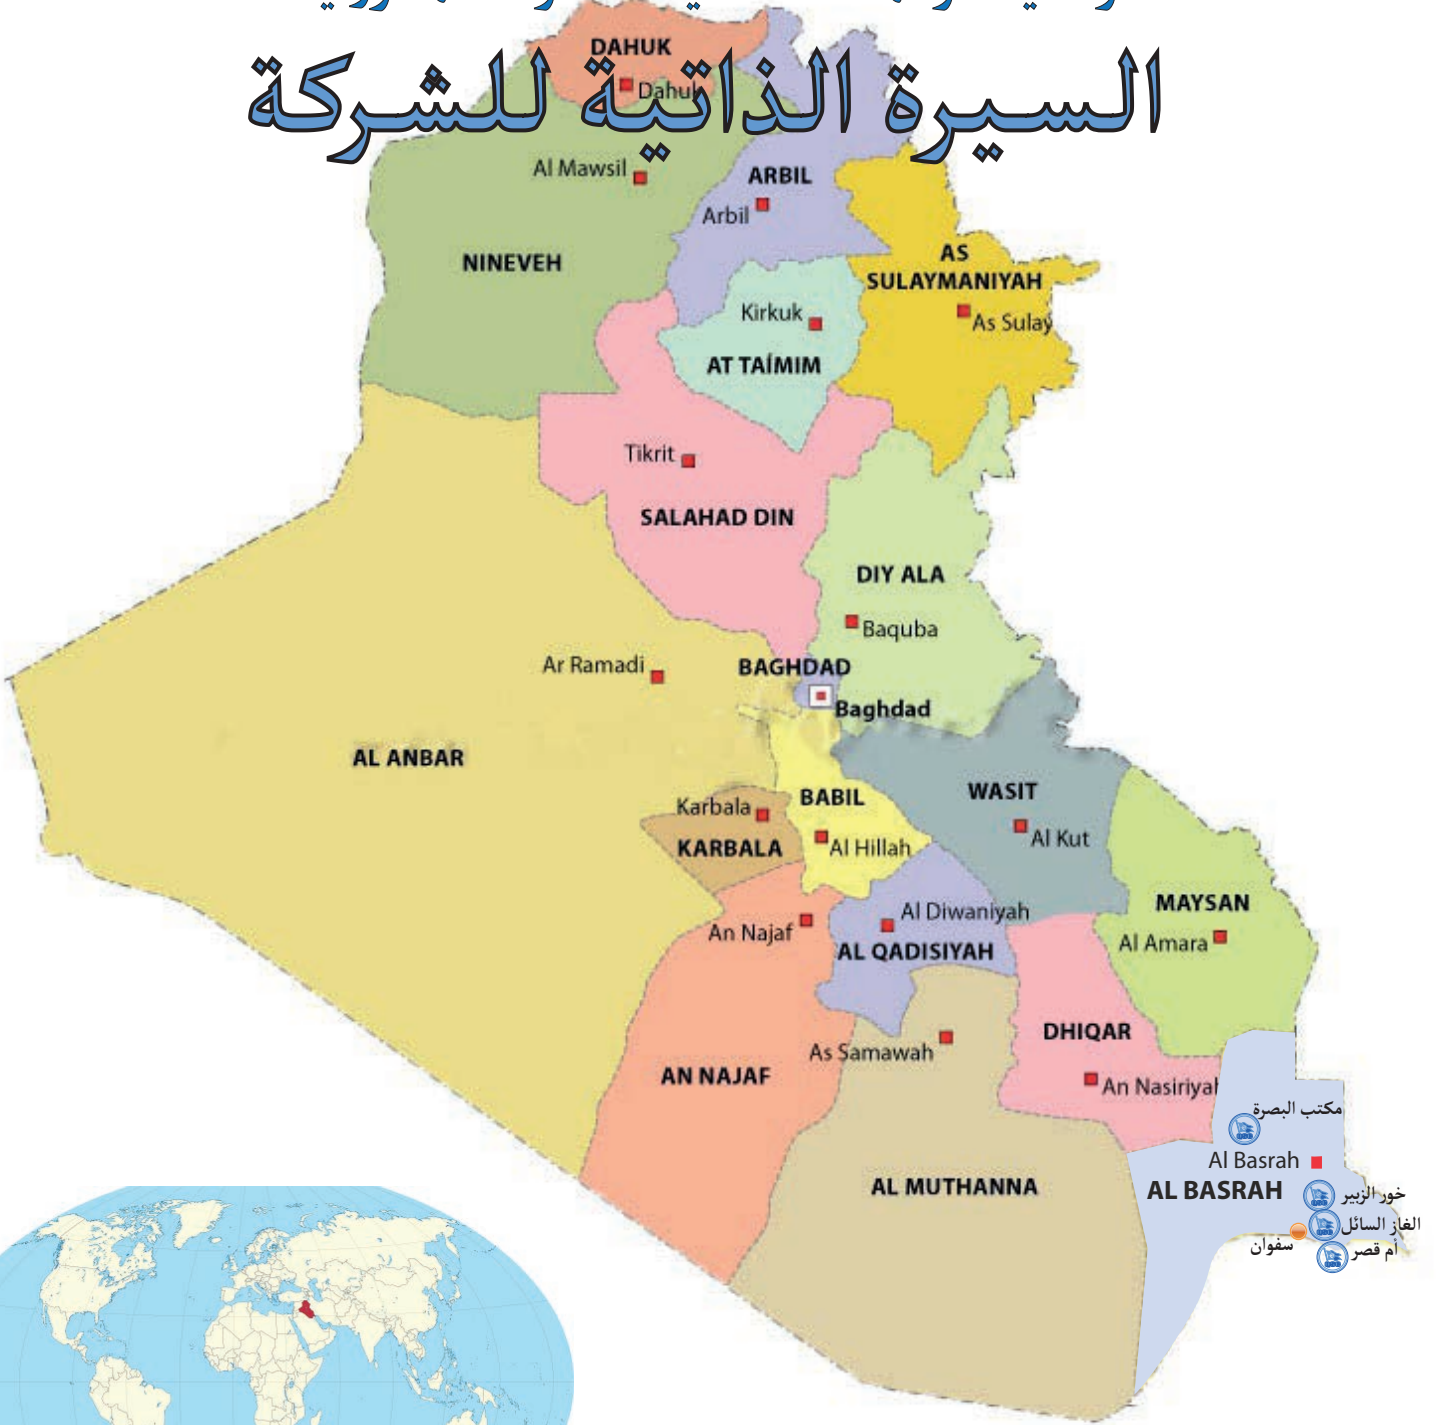 السيرة الذاتية للشركة
DAHUK
Dahuk
Al Mawsil
ARBIL
Arbil
NINEVEH
AS
SULAYMANIYAH
As Sulay
Kirkuk
AT TAÍMIM
Tikrit
SALAHAD DIN
DIY ALA
Baquba
Ar Ramadi
BAGHDAD
Baghdad
AL ANBAR
WASIT
BABIL
Karbala
Al Kut
KARBALA
Al Hillah
MAYSAN
Al Diwaniyah
An Najaf
Al Amara
AL QADISIYAH
DHIQAR
As Samawah
AN NAJAF
An Nasiriyah
مكتب البصرة
Al Basrah
AL MUTHANNA
AL BASRAH
خور الزبير
الغاز السائل
سفوان
أم قصر